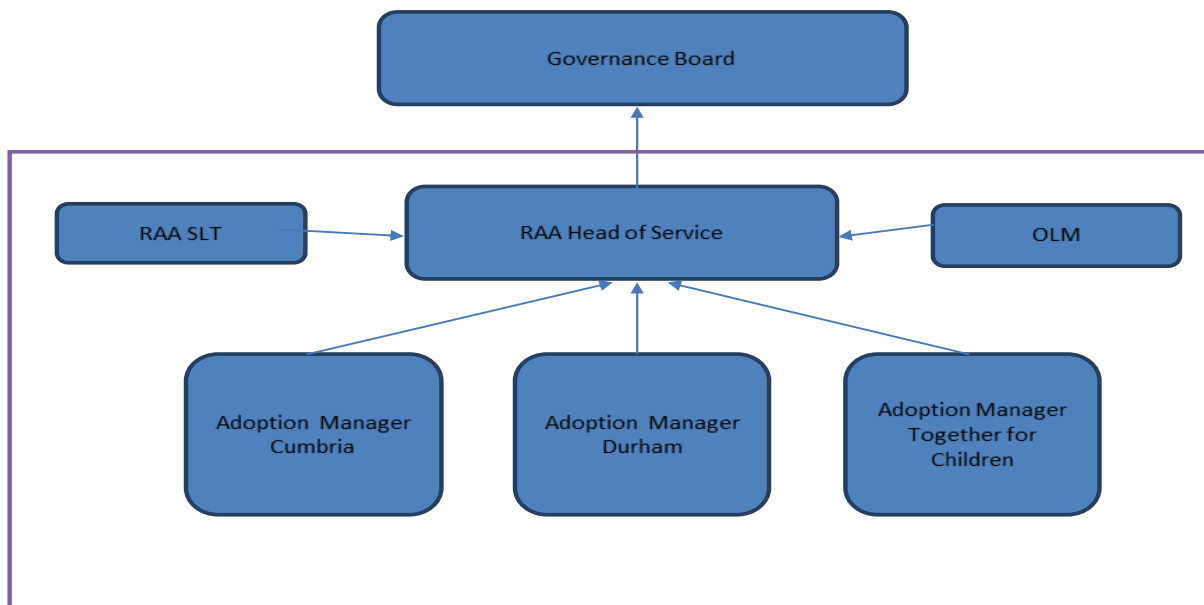 Governance Board
RAA SLT
RAA Head of Service
OLM
Adoption  Manager
Cumbria
Adoption  Manager
Durham
Adoption Manager
Together for
Children